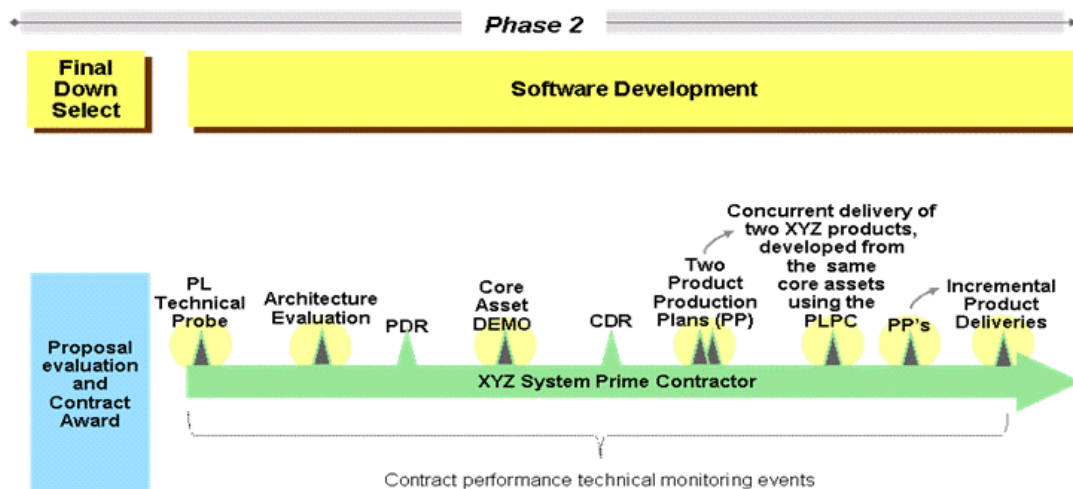 Phase 2
Final
Down
Select
Software Development
PL
Technical
Probe
Architecture
Evaluation
PDR
Core
Asset
DEMO
CDR
Two
Product
Production
Plans (PP)
Concurrent delivery of
two XYZ products,
developed from
the same
core assets
using the
PLPC
PP's
Incremental
Product
Deliveries
Proposal
evaluation
and
Contract
Award
XYZ System Prime Contractor
Contract performance technical monitoring events